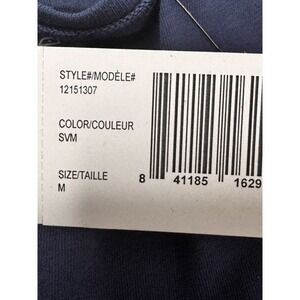 STYLE#/MODÈLE#
12151307
COLOR/COULEUR
SVM
SIZE/TAILLE
M
8 41185 1629